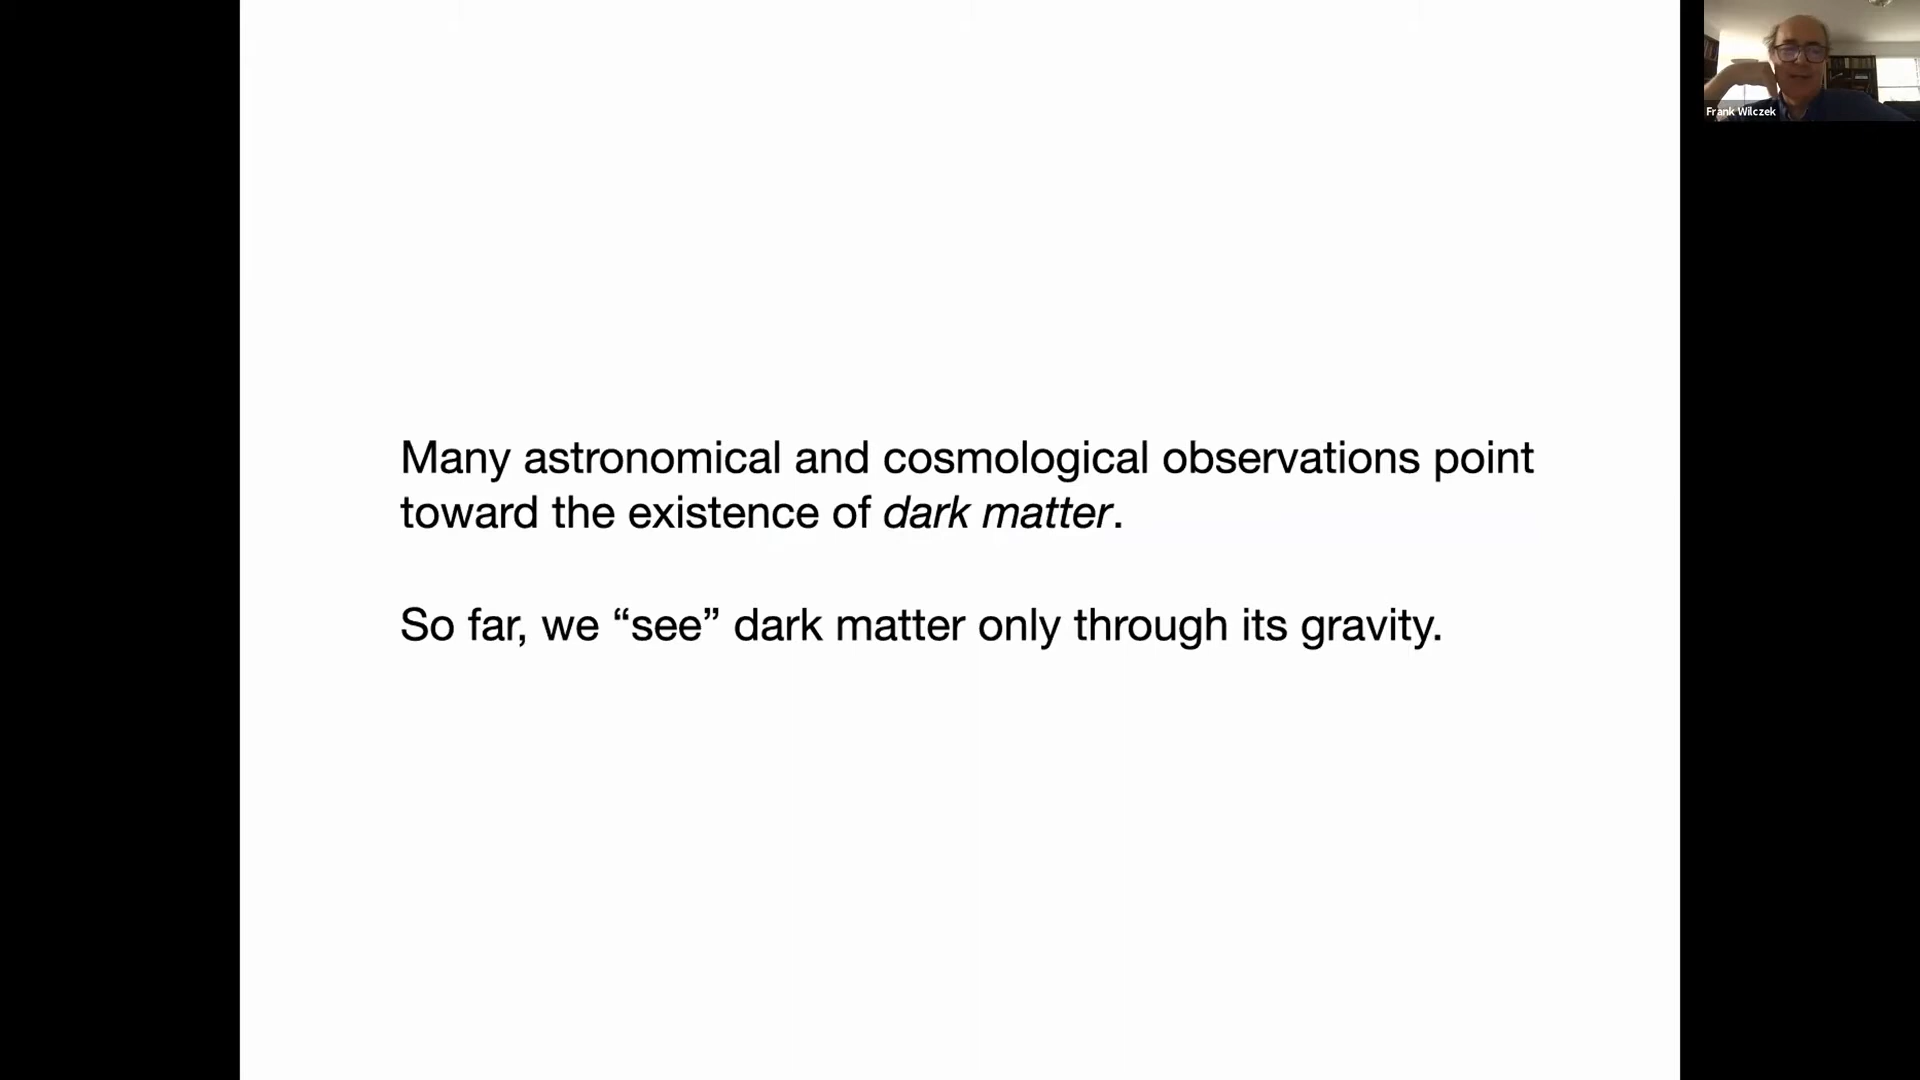 Many astronomical and cosmological observations point
toward the existence of dark matter.
So far, we “see” dark matter only through its gravity.
Frank Wilczek